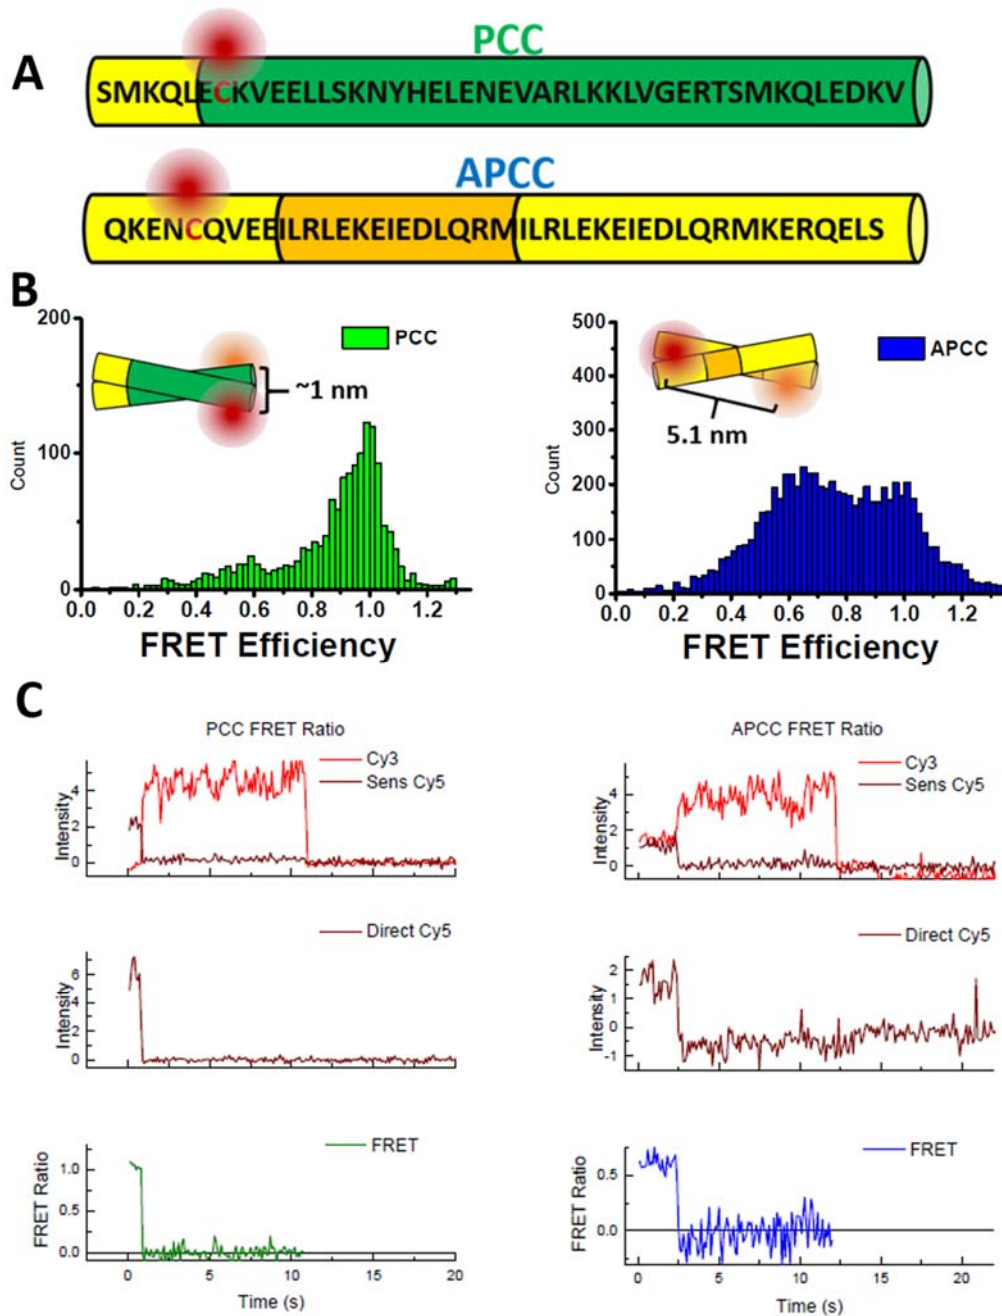 A
PCC
SMKQLECKVEELLSKNYHELENEVARLKKLVGERTSMKQLEDKV
APCC
QKENCQVEEILRLEKEIEDLQRMILRLEKEIEDLQRMKERQELS
B
200
100
0
Count
PCC
~1 nm
0.0 0.2 0.4 0.6 0.8 1.0 1.2
FRET Efficiency
500
400
300
200
100
0
Count
APCC
5.1 nm
0.0 0.2 0.4 0.6 0.8 1.0 1.2
FRET Efficiency
C
PCC FRET Ratio
Cy3
Sens Cy5
Intensity
4
2
0
Direct Cy5
Intensity
6
4
2
0
FRET
FRET Ratio
1.0
0.5
0.0
0 5 10 15 20
Time (s)
APCC FRET Ratio
Cy3
Sens Cy5
Intensity
4
2
0
Direct Cy5
Intensity
2
1
0
-1
FRET
FRET Ratio
0.5
0.0
0 5 10 15 20
Time (s)